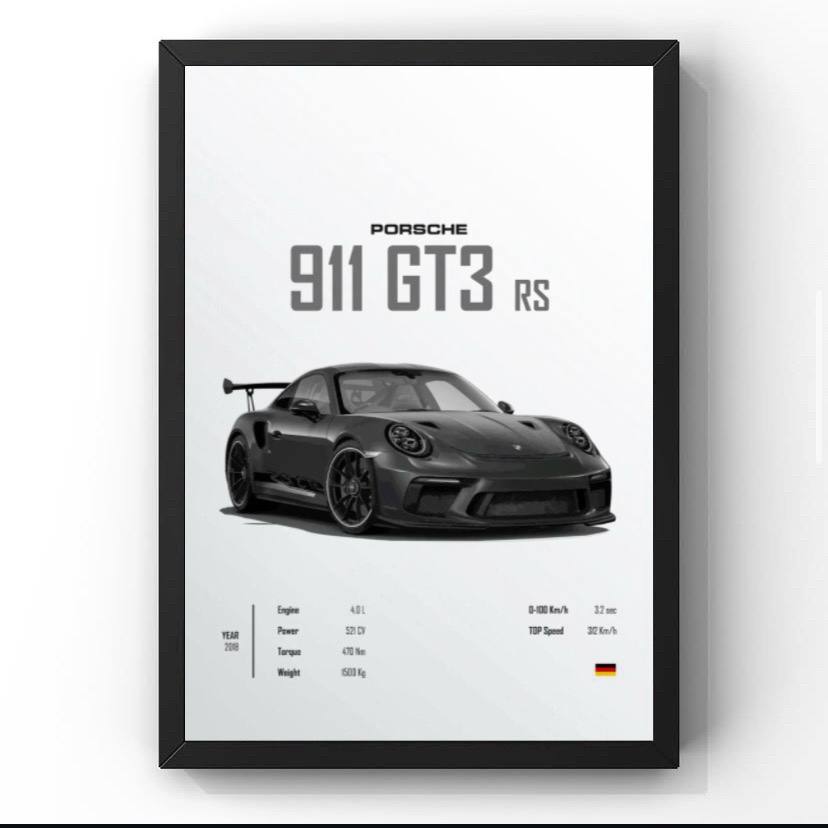 PORSCHE
911 GT3 RS
YEAR
2018
Engine 4.0 L
Power 521 CV
Torque 470 Nm
Weight 1500 Kg
0-100 Km/h 3.2 sec
TOP Speed 312 Km/h